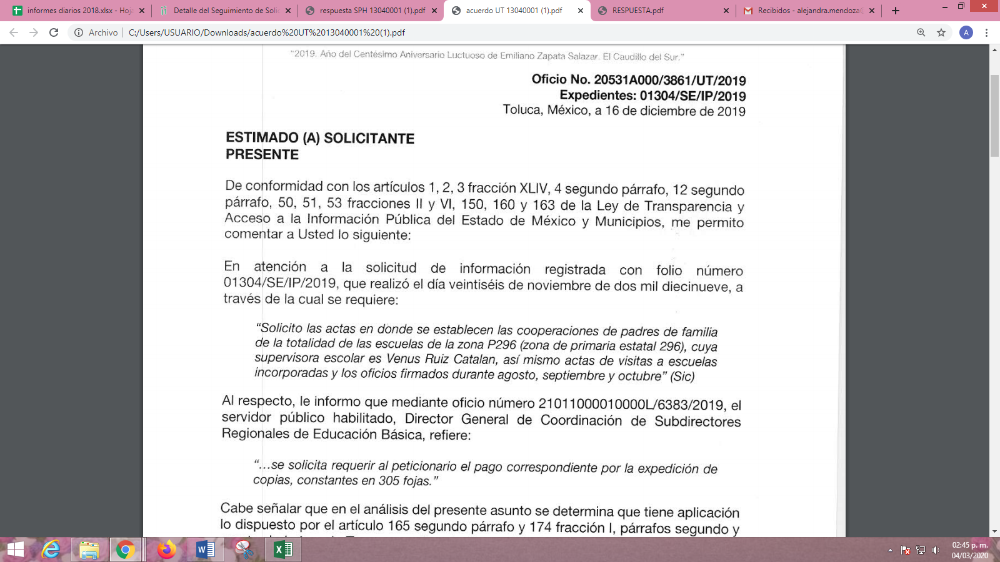 informes diarios 2018.xlsx - Hoja
Detalle del Seguimiento de Solic
respuesta SPH 13040001 (1).pdf
acuerdo UT 13040001 (1).pdf
RESPUESTA.pdf
Recibidos - alejandra.mendoza
Archivo
C:/Users/USUARIO/Downloads/acuerdo%20UT%2013040001%20(1).pdf
A
"2019. Año del Centésimo Aniversario Luctuoso de Emiliano Zapata Salazar. El Caudillo del Sur."
Oficio No. 20531A000/3861/UT/2019
Expedientes: 01304/SE/IP/2019
Toluca, México, a 16 de diciembre de 2019
ESTIMADO (A) SOLICITANTE
PRESENTE
De conformidad con los artículos 1, 2, 3 fracción XLIV, 4 segundo párrafo, 12 segundo
párrafo, 50, 51, 53 fracciones II y VI, 150, 160 y 163 de la Ley de Transparencia y
Acceso a la Información Pública del Estado de México y Municipios, me permito
comentar a Usted lo siguiente:
En atención a la solicitud de información registrada con folio número
01304/SE/IP/2019, que realizó el día veintiséis de noviembre de dos mil diecinueve, a
través de la cual se requiere:
"Solicito las actas en donde se establecen las cooperaciones de padres de familia
de la totalidad de las escuelas de la zona P296 (zona de primaria estatal 296), cuya
supervisora escolar es Venus Ruiz Catalan, así mismo actas de visitas a escuelas
incorporadas y los oficios firmados durante agosto, septiembre y octubre" (Sic)
Al respecto, le informo que mediante oficio número 21011000010000L/6383/2019, el
servidor público habilitado, Director General de Coordinación de Subdirectores
Regionales de Educación Básica, refiere:
"...se solicita requerir al peticionario el pago correspondiente por la expedición de
copias, constantes en 305 fojas."
Cabe señalar que en el análisis del presente asunto se determina que tiene aplicación
lo dispuesto por el artículo 165 segundo párrafo y 174 fracción I, párrafos segundo y
02:45 p. m.
04/03/2020